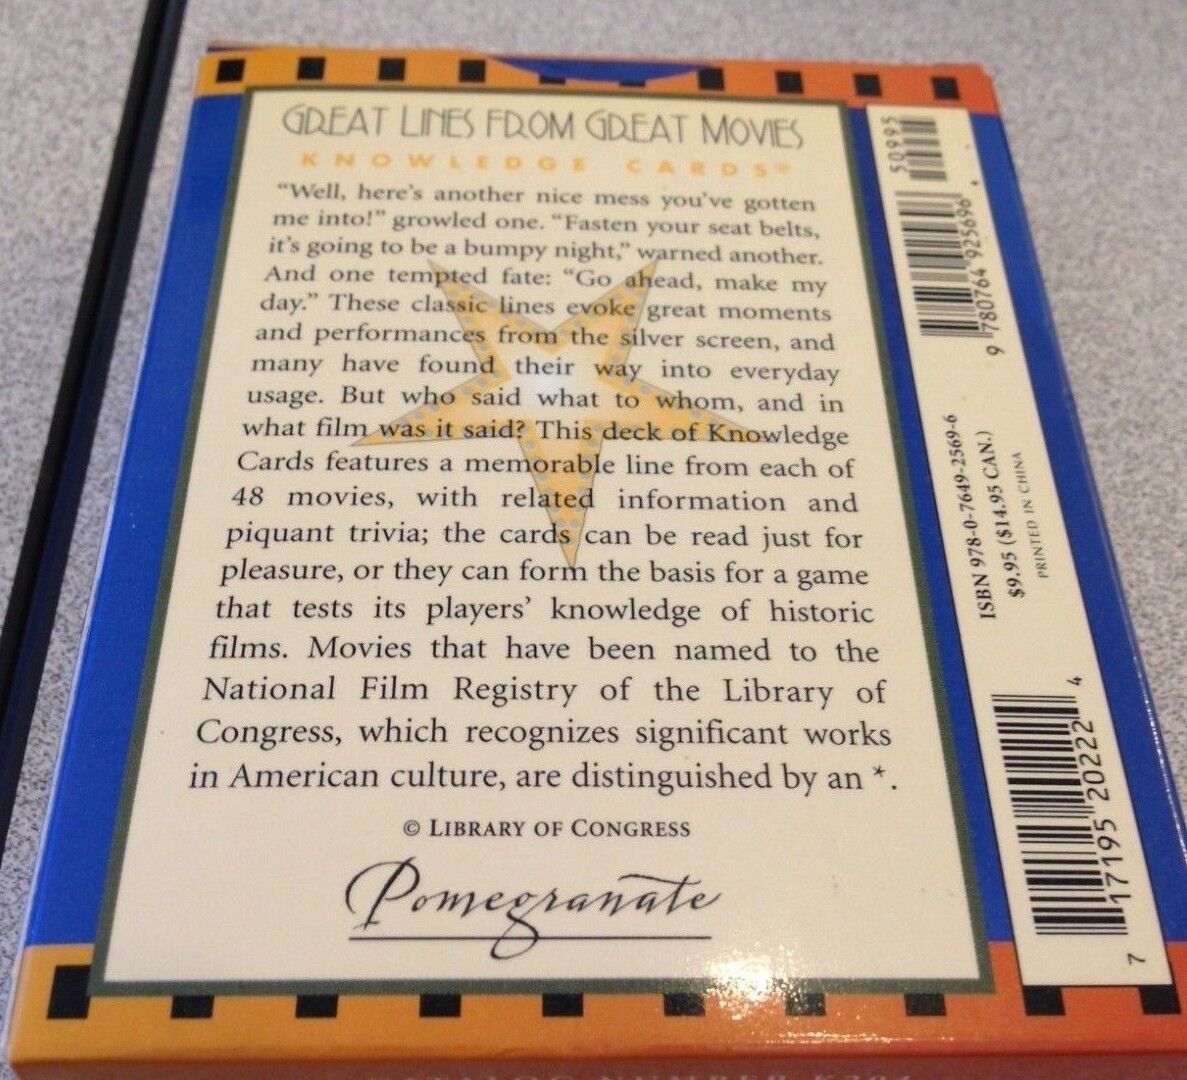 GREAT LINES FROM GREAT MOVIES
KNOWLEDGE CARDS®
“Well, here’s another nice mess you’ve gotten
me into!” growled one. “Fasten your seat belts,
it’s going to be a bumpy night,” warned another.
And one tempted fate: “Go ahead, make my
day.” These classic lines evoke great moments
and performances from the silver screen, and
many have found their way into everyday
usage. But who said what to whom, and in
what film was it said? This deck of Knowledge
Cards features a memorable line from each of
48 movies, with related information and
piquant trivia; the cards can be read just for
pleasure, or they can form the basis for a game
that tests its players’ knowledge of historic
films. Movies that have been named to the
National Film Registry of the Library of
Congress, which recognizes significant works
in American culture, are distinguished by an *.
© LIBRARY OF CONGRESS
Pomegranate
50995
9 780764 925696
ISBN 978-0-7649-2569-6
$9.95 ($14.95 CAN.)
PRINTED IN CHINA
7 17195 20222 4